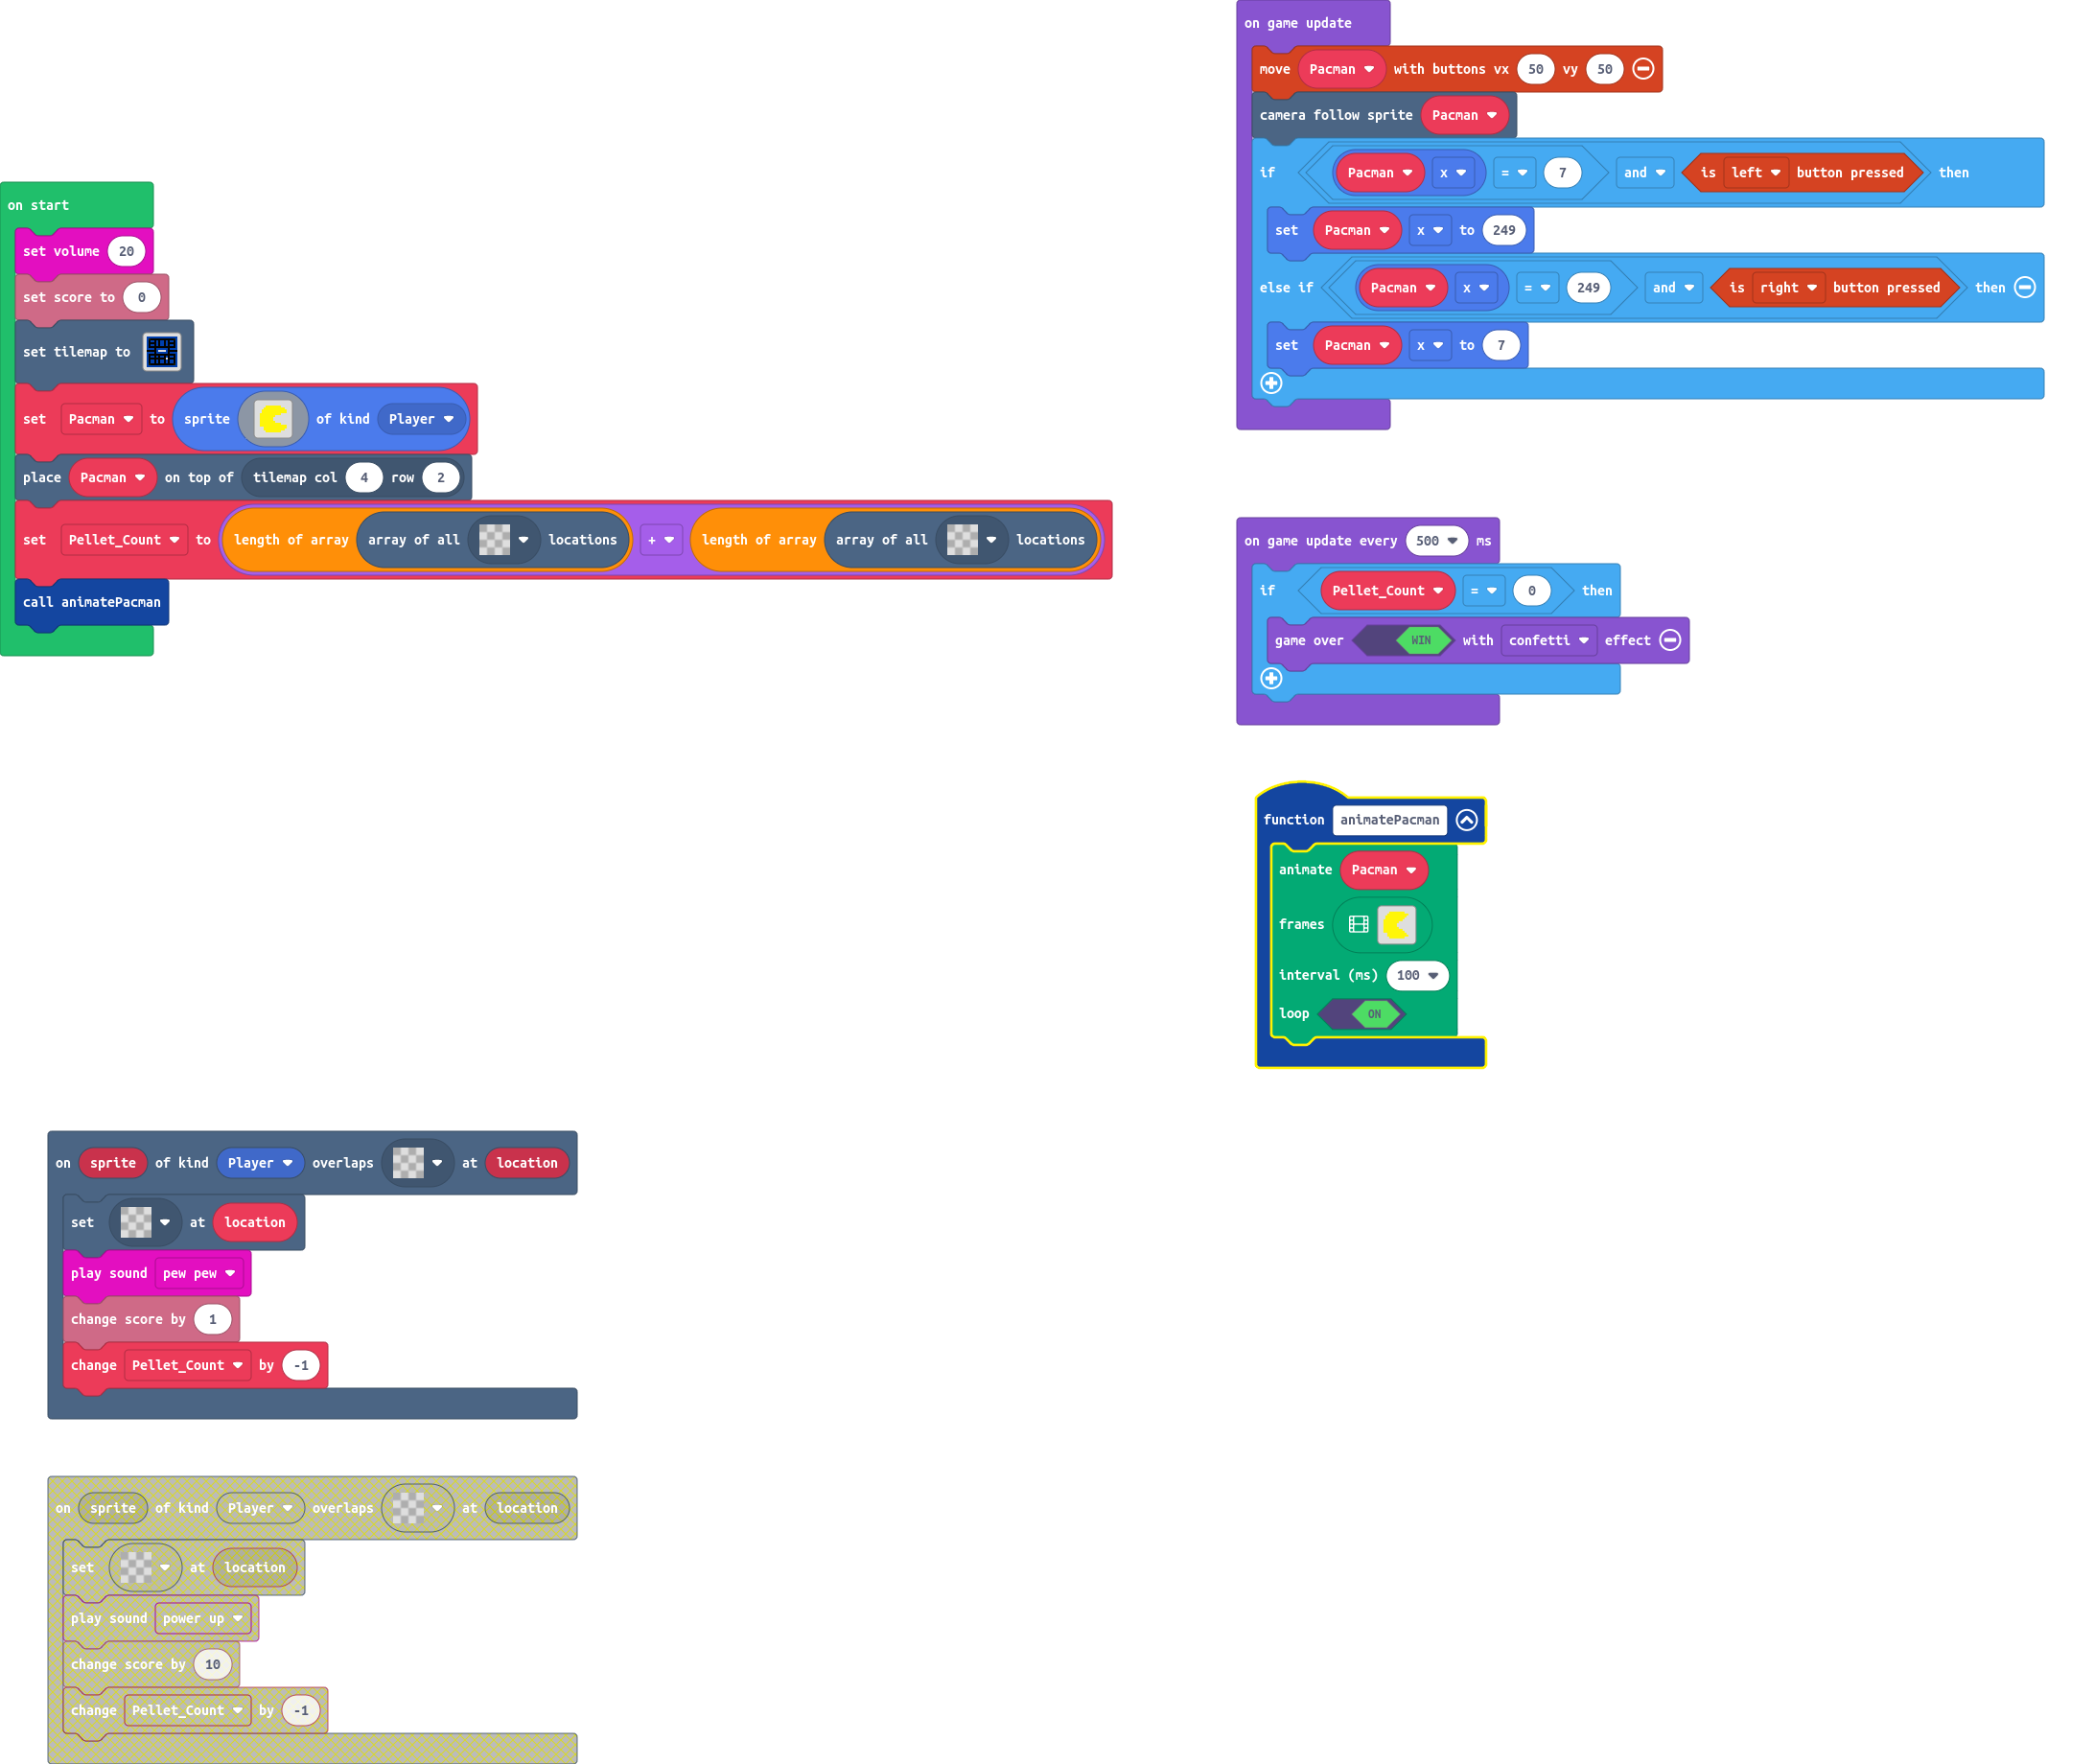 on start
set volume 20
set score to 0
set tilemap to
set Pacman to sprite of kind Player
place Pacman on top of tilemap col 4 row 2
set Pellet_Count to length of array array of all locations + length of array array of all locations
call animatePacman
on game update
move Pacman with buttons vx 50 vy 50
camera follow sprite Pacman
if Pacman x = 7 and is left button pressed then
set Pacman x to 249
else if Pacman x = 249 and is right button pressed then
set Pacman x to 7
on game update every 500 ms
if Pellet_Count = 0 then
game over WIN with confetti effect
function animatePacman
animate Pacman
frames
interval (ms) 100
loop ON
on sprite of kind Player overlaps at location
set at location
play sound pew pew
change score by 1
change Pellet_Count by -1
on sprite of kind Player overlaps at location
set at location
play sound power up
change score by 10
change Pellet_Count by -1